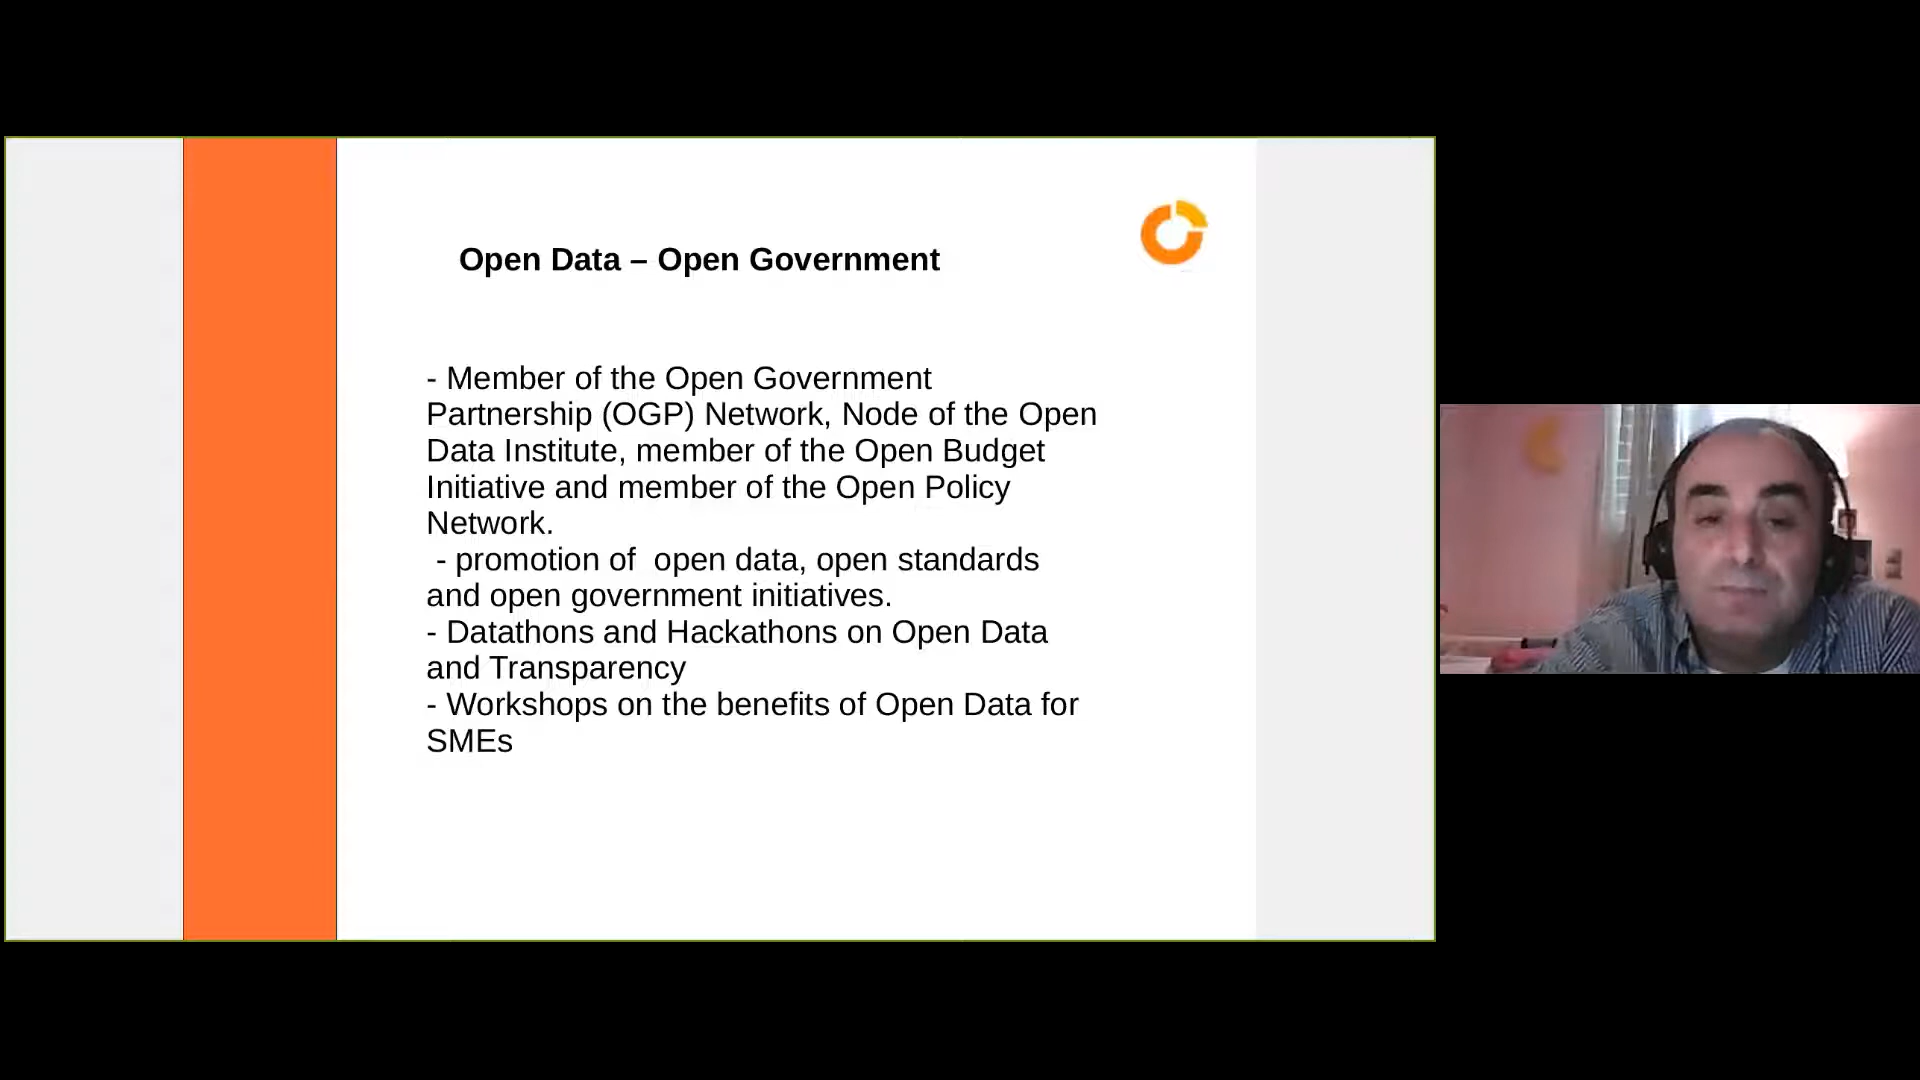 Open Data – Open Government
- Member of the Open Government
Partnership (OGP) Network, Node of the Open
Data Institute, member of the Open Budget
Initiative and member of the Open Policy
Network.
- promotion of  open data, open standards
and open government initiatives.
- Datathons and Hackathons on Open Data
and Transparency
- Workshops on the benefits of Open Data for
SMEs